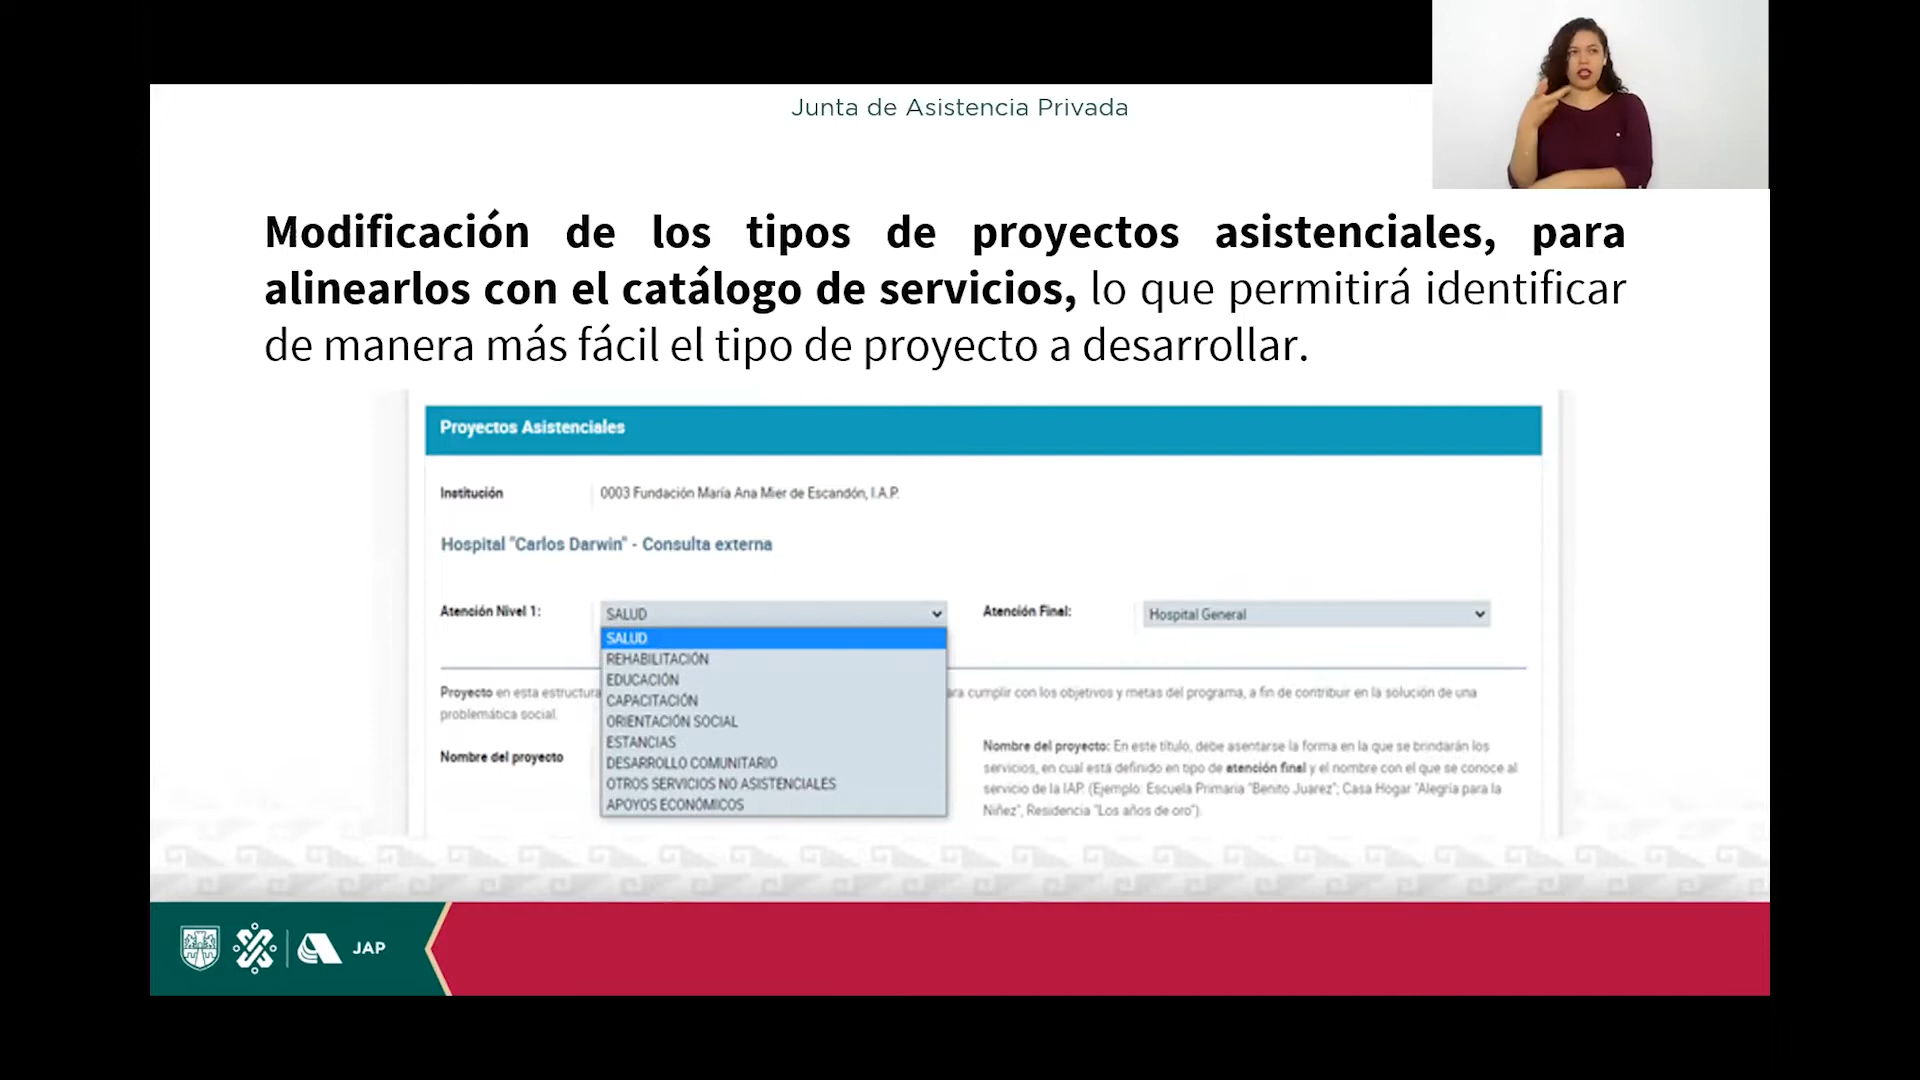 Junta de Asistencia Privada
Modificación de los tipos de proyectos asistenciales, para
alinearlos con el catálogo de servicios, lo que permitirá identificar
de manera más fácil el tipo de proyecto a desarrollar.
Proyectos Asistenciales
Institución 0003 Fundación María Ana Mier de Escandón, I.A.P.
Hospital "Carlos Darwin" - Consulta externa
Atención Nivel 1: SALUD Atención Final: Hospital General
SALUD
REHABILITACIÓN
EDUCACIÓN
CAPACITACIÓN
ORIENTACIÓN SOCIAL
ESTANCIAS
DESARROLLO COMUNITARIO
OTROS SERVICIOS NO ASISTENCIALES
APOYOS ECONÓMICOS
Proyecto en esta estructura cumplir con los objetivos y metas del programa, a fin de contribuir en la solución de una
problemática social.
Nombre del proyecto
Nombre del proyecto: En este título, debe asentarse la forma en la que se brindarán los
servicios, en cual está definido en tipo de atención final y el nombre con el que se conoce al
servicio de la IAP. (Ejemplo: Escuela Primaria "Benito Juarez"; Casa Hogar "Alegría para la
Niñez", Residencia "Los años de oro").
JAP